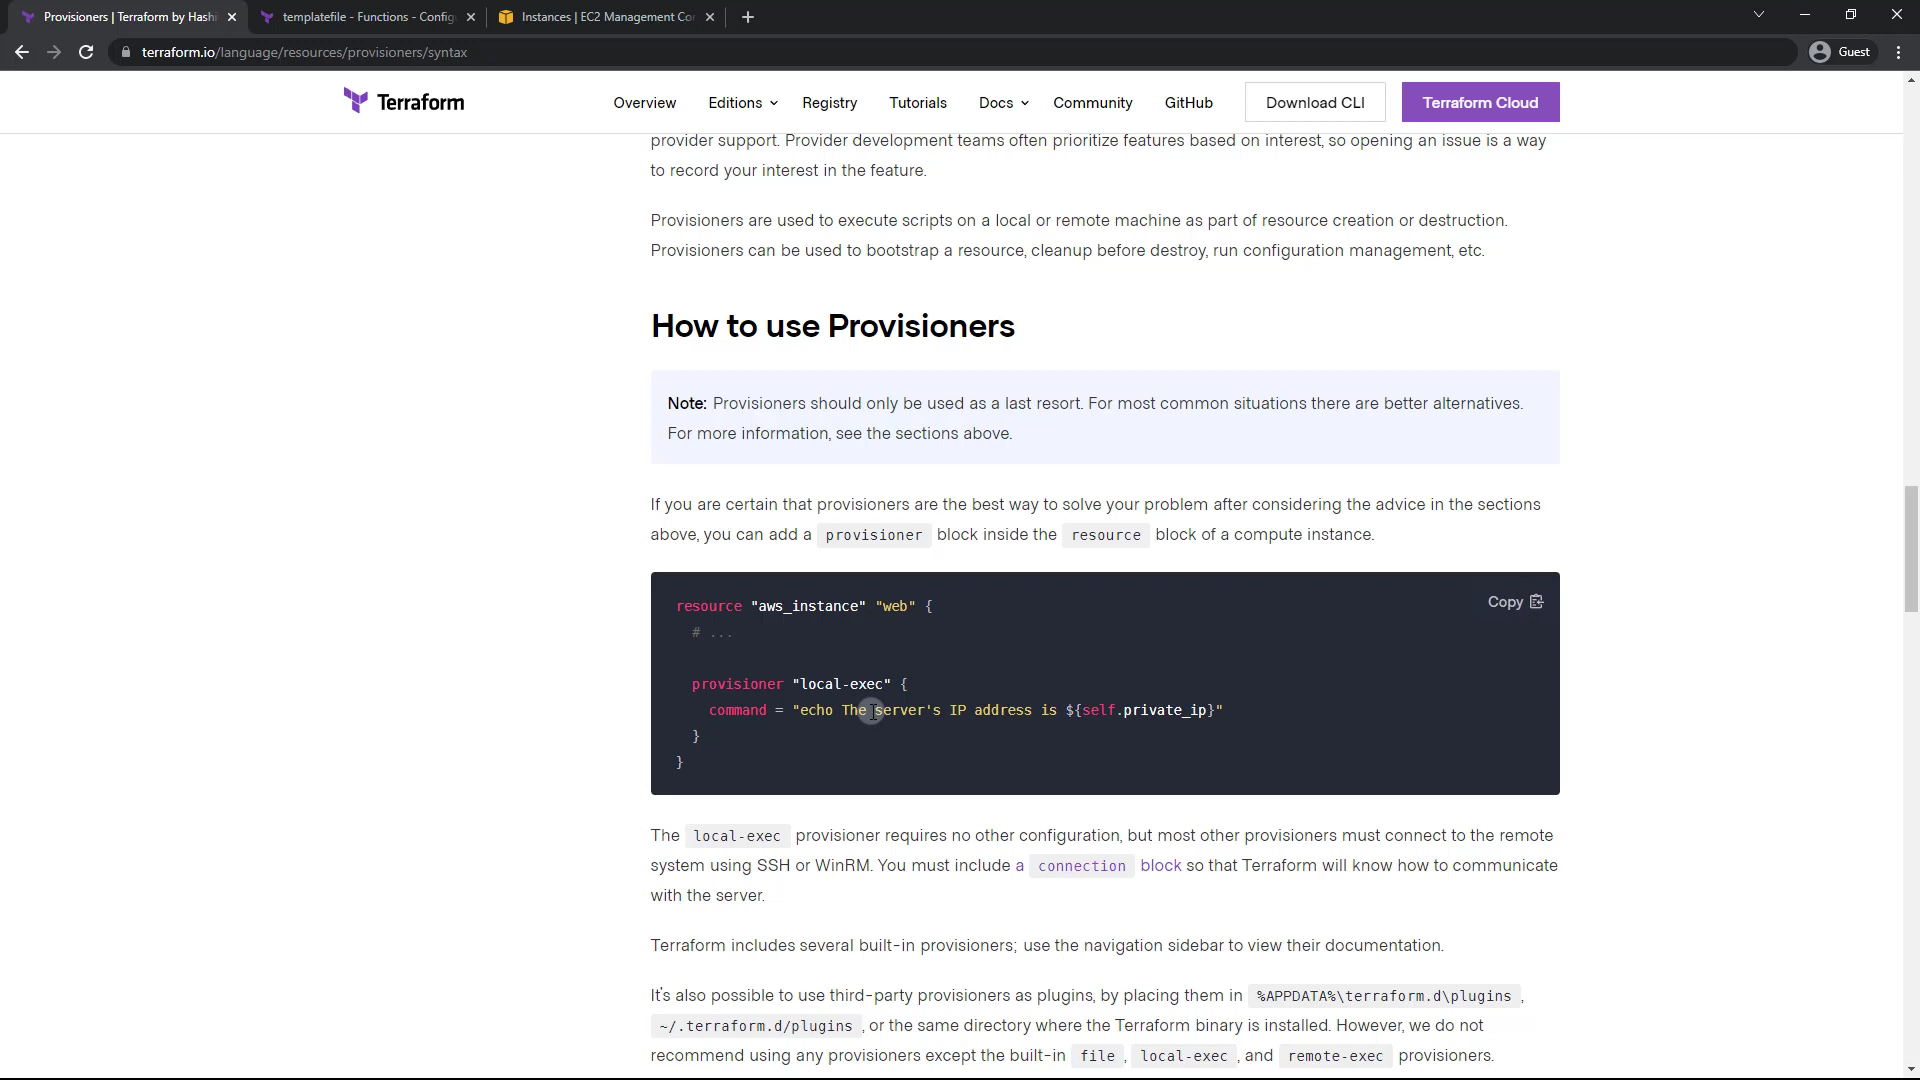 Provisioners | Terraform by Hashi
templatefile - Functions - Config
Instances | EC2 Management Con
terraform.io/language/resources/provisioners/syntax
Guest
Terraform
Overview
Editions
Registry
Tutorials
Docs
Community
GitHub
Download CLI
Terraform Cloud
provider support. Provider development teams often prioritize features based on interest, so opening an issue is a way
to record your interest in the feature.
Provisioners are used to execute scripts on a local or remote machine as part of resource creation or destruction.
Provisioners can be used to bootstrap a resource, cleanup before destroy, run configuration management, etc.
How to use Provisioners
Note: Provisioners should only be used as a last resort. For most common situations there are better alternatives.
For more information, see the sections above.
If you are certain that provisioners are the best way to solve your problem after considering the advice in the sections
above, you can add a provisioner block inside the resource block of a compute instance.
Copy
resource "aws_instance" "web" {
# ...
provisioner "local-exec" {
command = "echo The server's IP address is ${self.private_ip}"
}
}
The local-exec provisioner requires no other configuration, but most other provisioners must connect to the remote
system using SSH or WinRM. You must include a connection block so that Terraform will know how to communicate
with the server.
Terraform includes several built-in provisioners; use the navigation sidebar to view their documentation.
It's also possible to use third-party provisioners as plugins, by placing them in %APPDATA%\terraform.d\plugins ,
~/.terraform.d/plugins , or the same directory where the Terraform binary is installed. However, we do not
recommend using any provisioners except the built-in file , local-exec , and remote-exec provisioners.